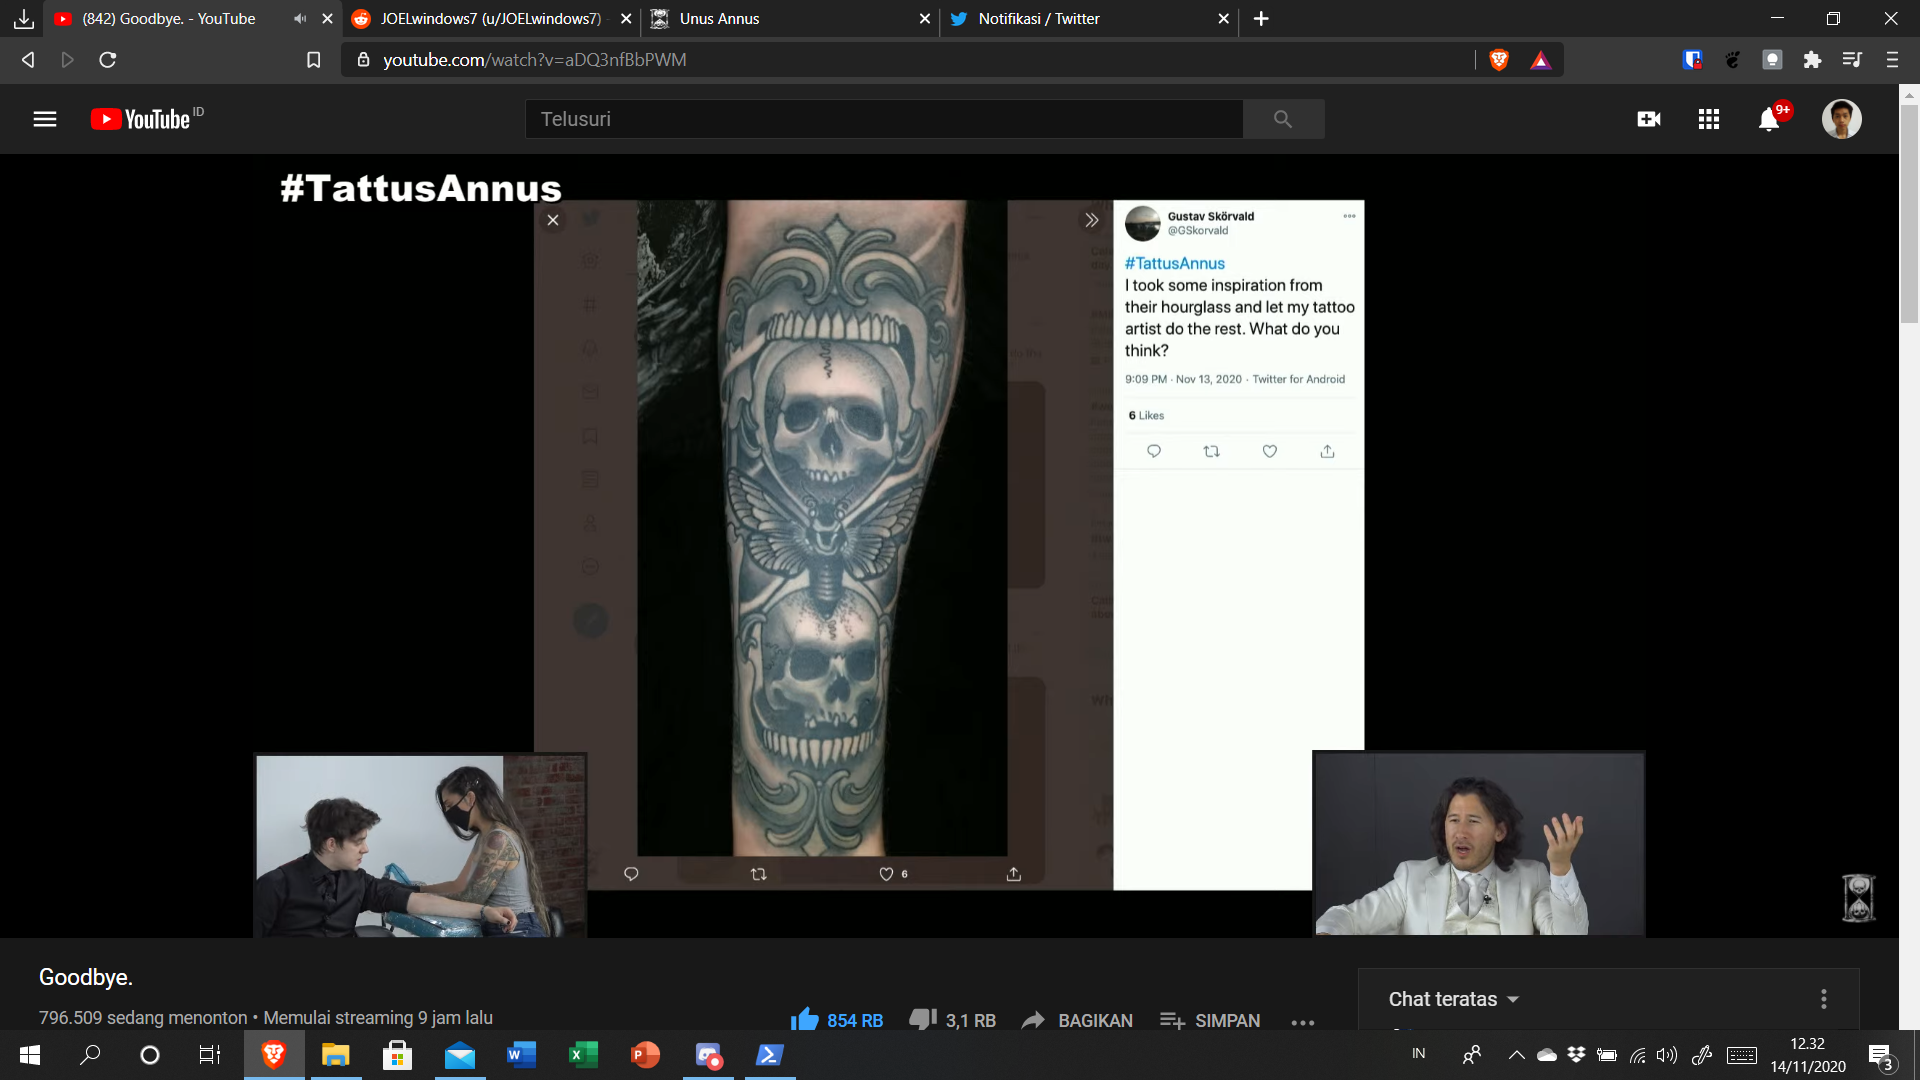 (842) Goodbye. - YouTube
JOELwindows7 (u/JOELwindows7)
Unus Annus
Notifikasi / Twitter
youtube.com/watch?v=aDQ3nfBbPWM
YouTube ID
Telusuri
9+
#TattusAnnus
Gustav Skörvald
@GSkorvald
#TattusAnnus
I took some inspiration from
their hourglass and let my tattoo
artist do the rest. What do you
think?
9:09 PM · Nov 13, 2020 · Twitter for Android
6 Likes
6
Goodbye.
796.509 sedang menonton • Memulai streaming 9 jam lalu
854 RB
3,1 RB
BAGIKAN
SIMPAN
Chat teratas
IN
12.32
14/11/2020
3